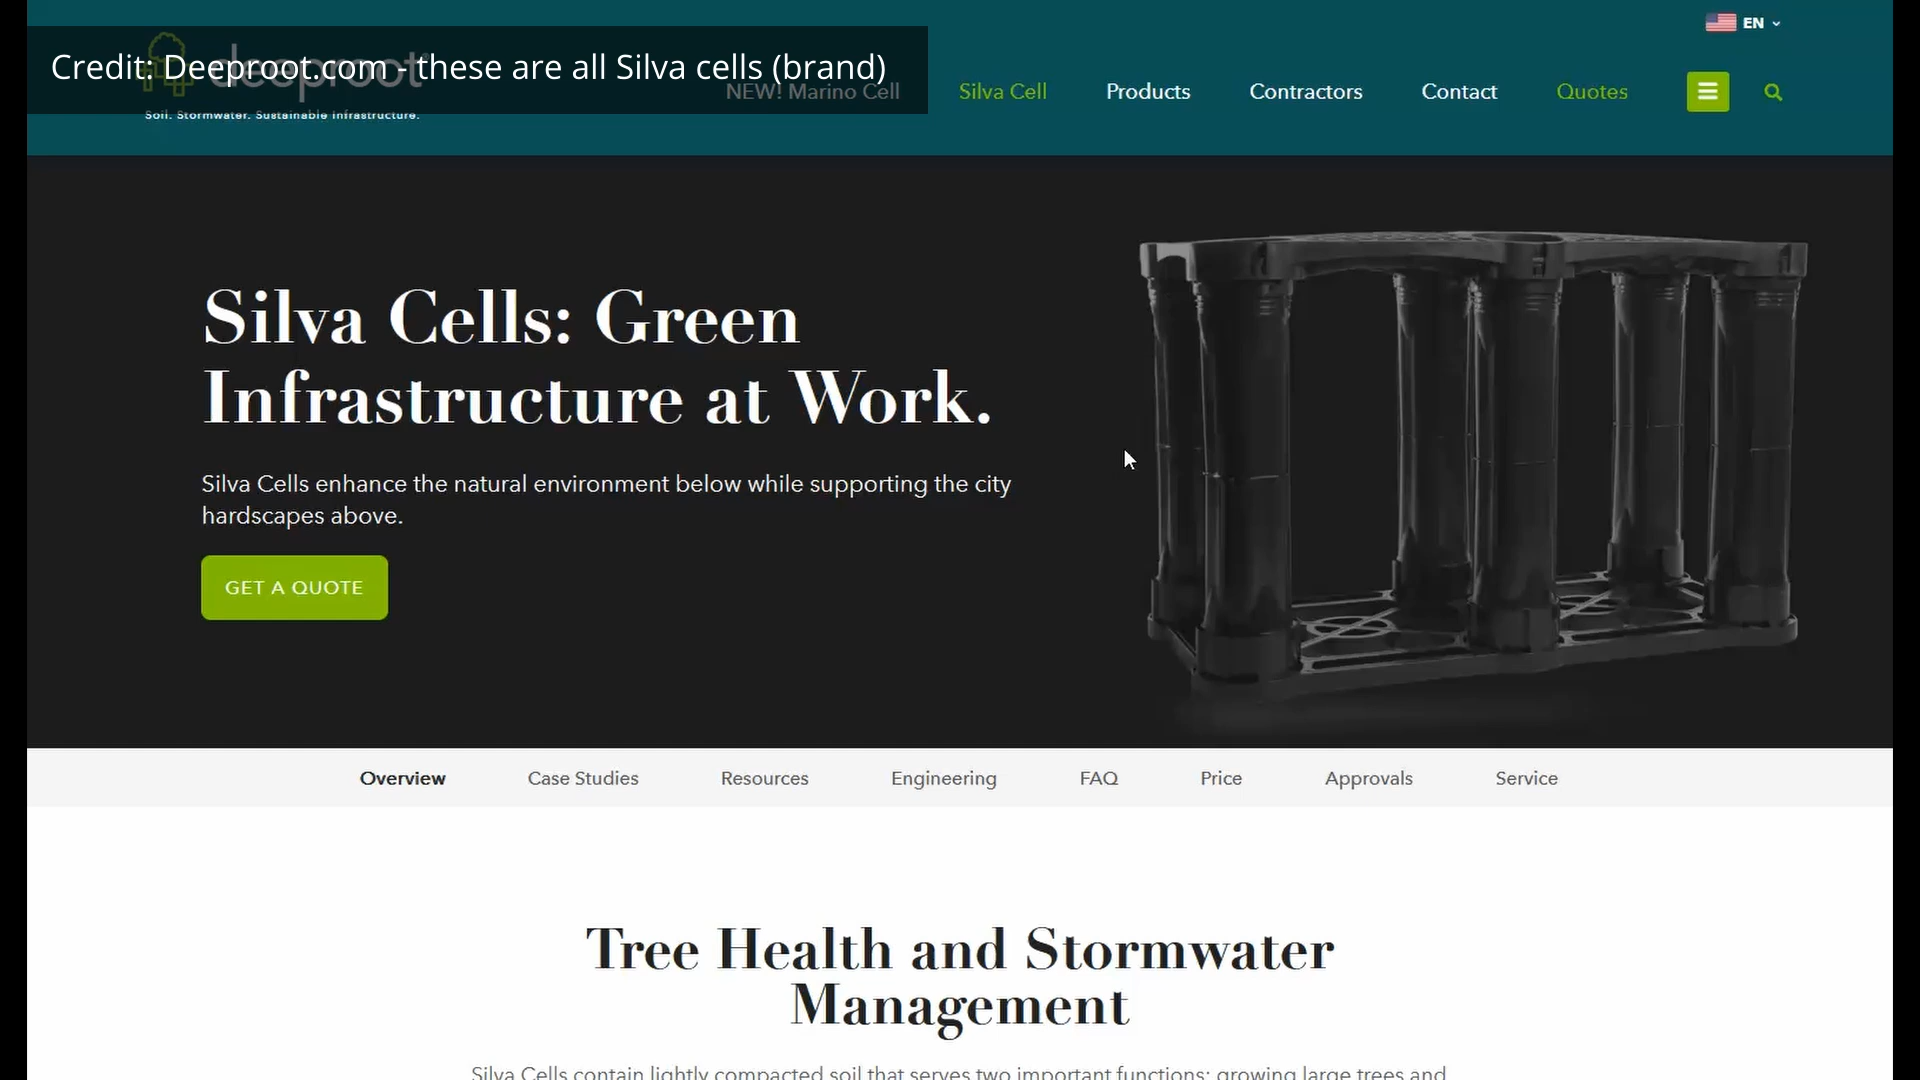 EN
Credit: Deeproot.com - these are all Silva cells (brand)
deeproot
NEW! Marino Cell
Silva Cell
Products
Contractors
Contact
Quotes
Soil. Stormwater. Sustainable Infrastructure.
Silva Cells: Green
Infrastructure at Work.
Silva Cells enhance the natural environment below while supporting the city
hardscapes above.
GET A QUOTE
Overview
Case Studies
Resources
Engineering
FAQ
Price
Approvals
Service
Tree Health and Stormwater
Management
Silva Cells contain lightly compacted soil that serves two important functions: growing large trees and